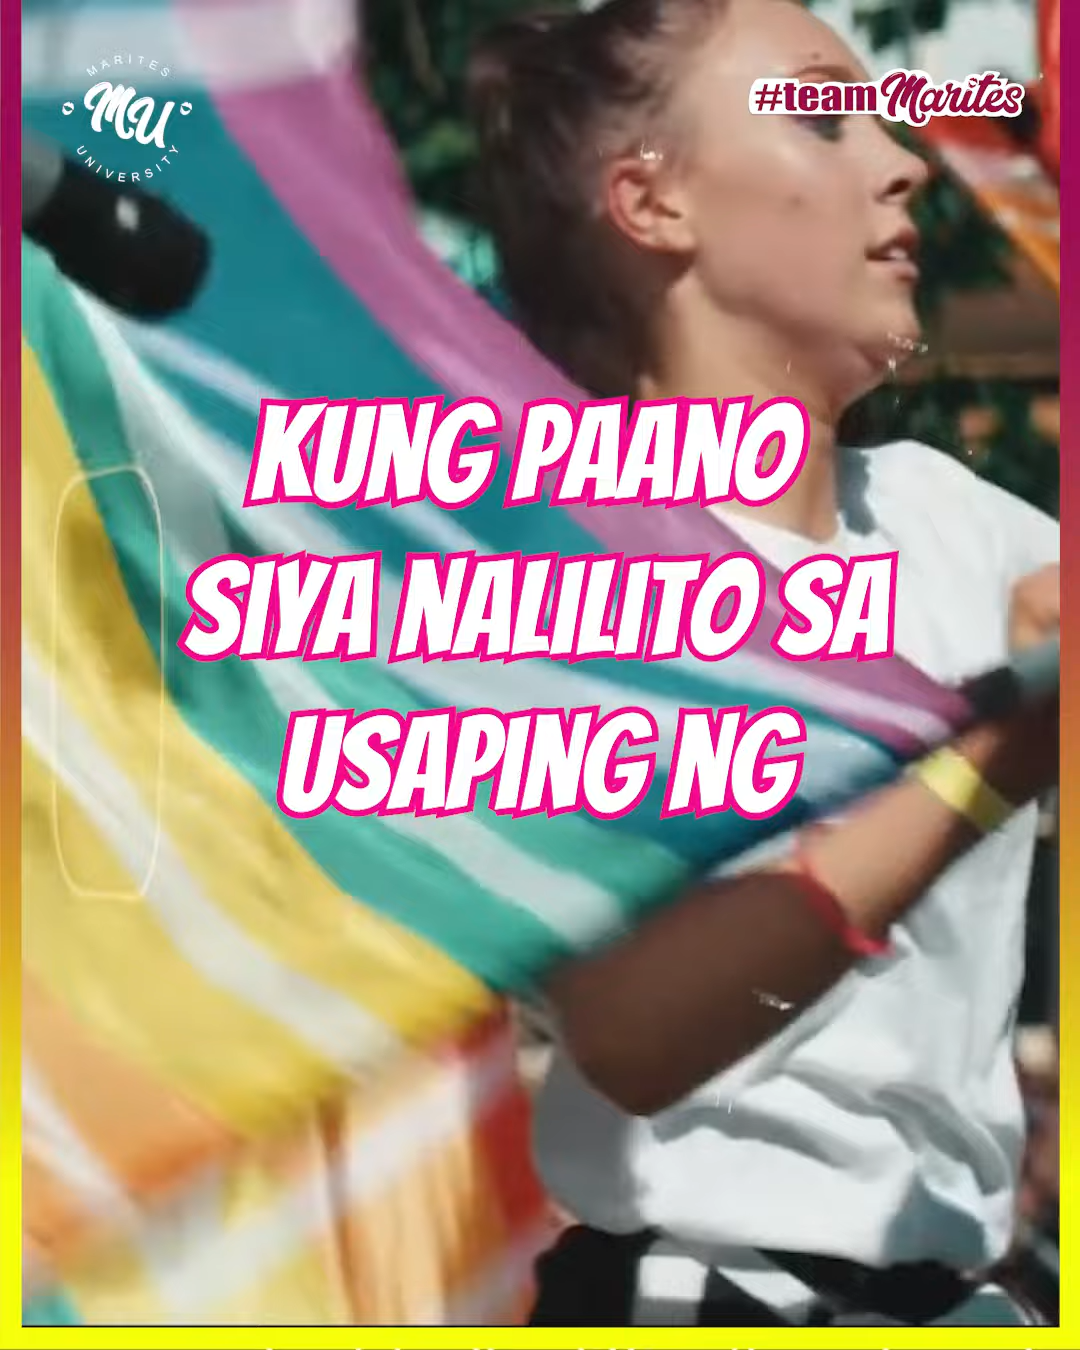 MARITES
MU
UNIVERSITY
#teamMarites
KUNG PAANO
SIYA NALILITO SA
USAPING NG